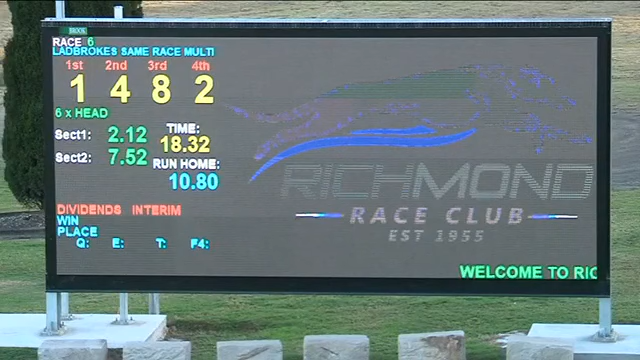 BROOK
RACE 6
LADBROKES SAME RACE MULTI
1st 2nd 3rd 4th
1 4 8 2
6 x HEAD
Sect1: 2.12 TIME: 18.32
Sect2: 7.52 RUN HOME: 10.80
DIVIDENDS INTERIM
WIN
PLACE
Q: E: T: F4:
RICHMOND
RACE CLUB
EST 1955
WELCOME TO RIC